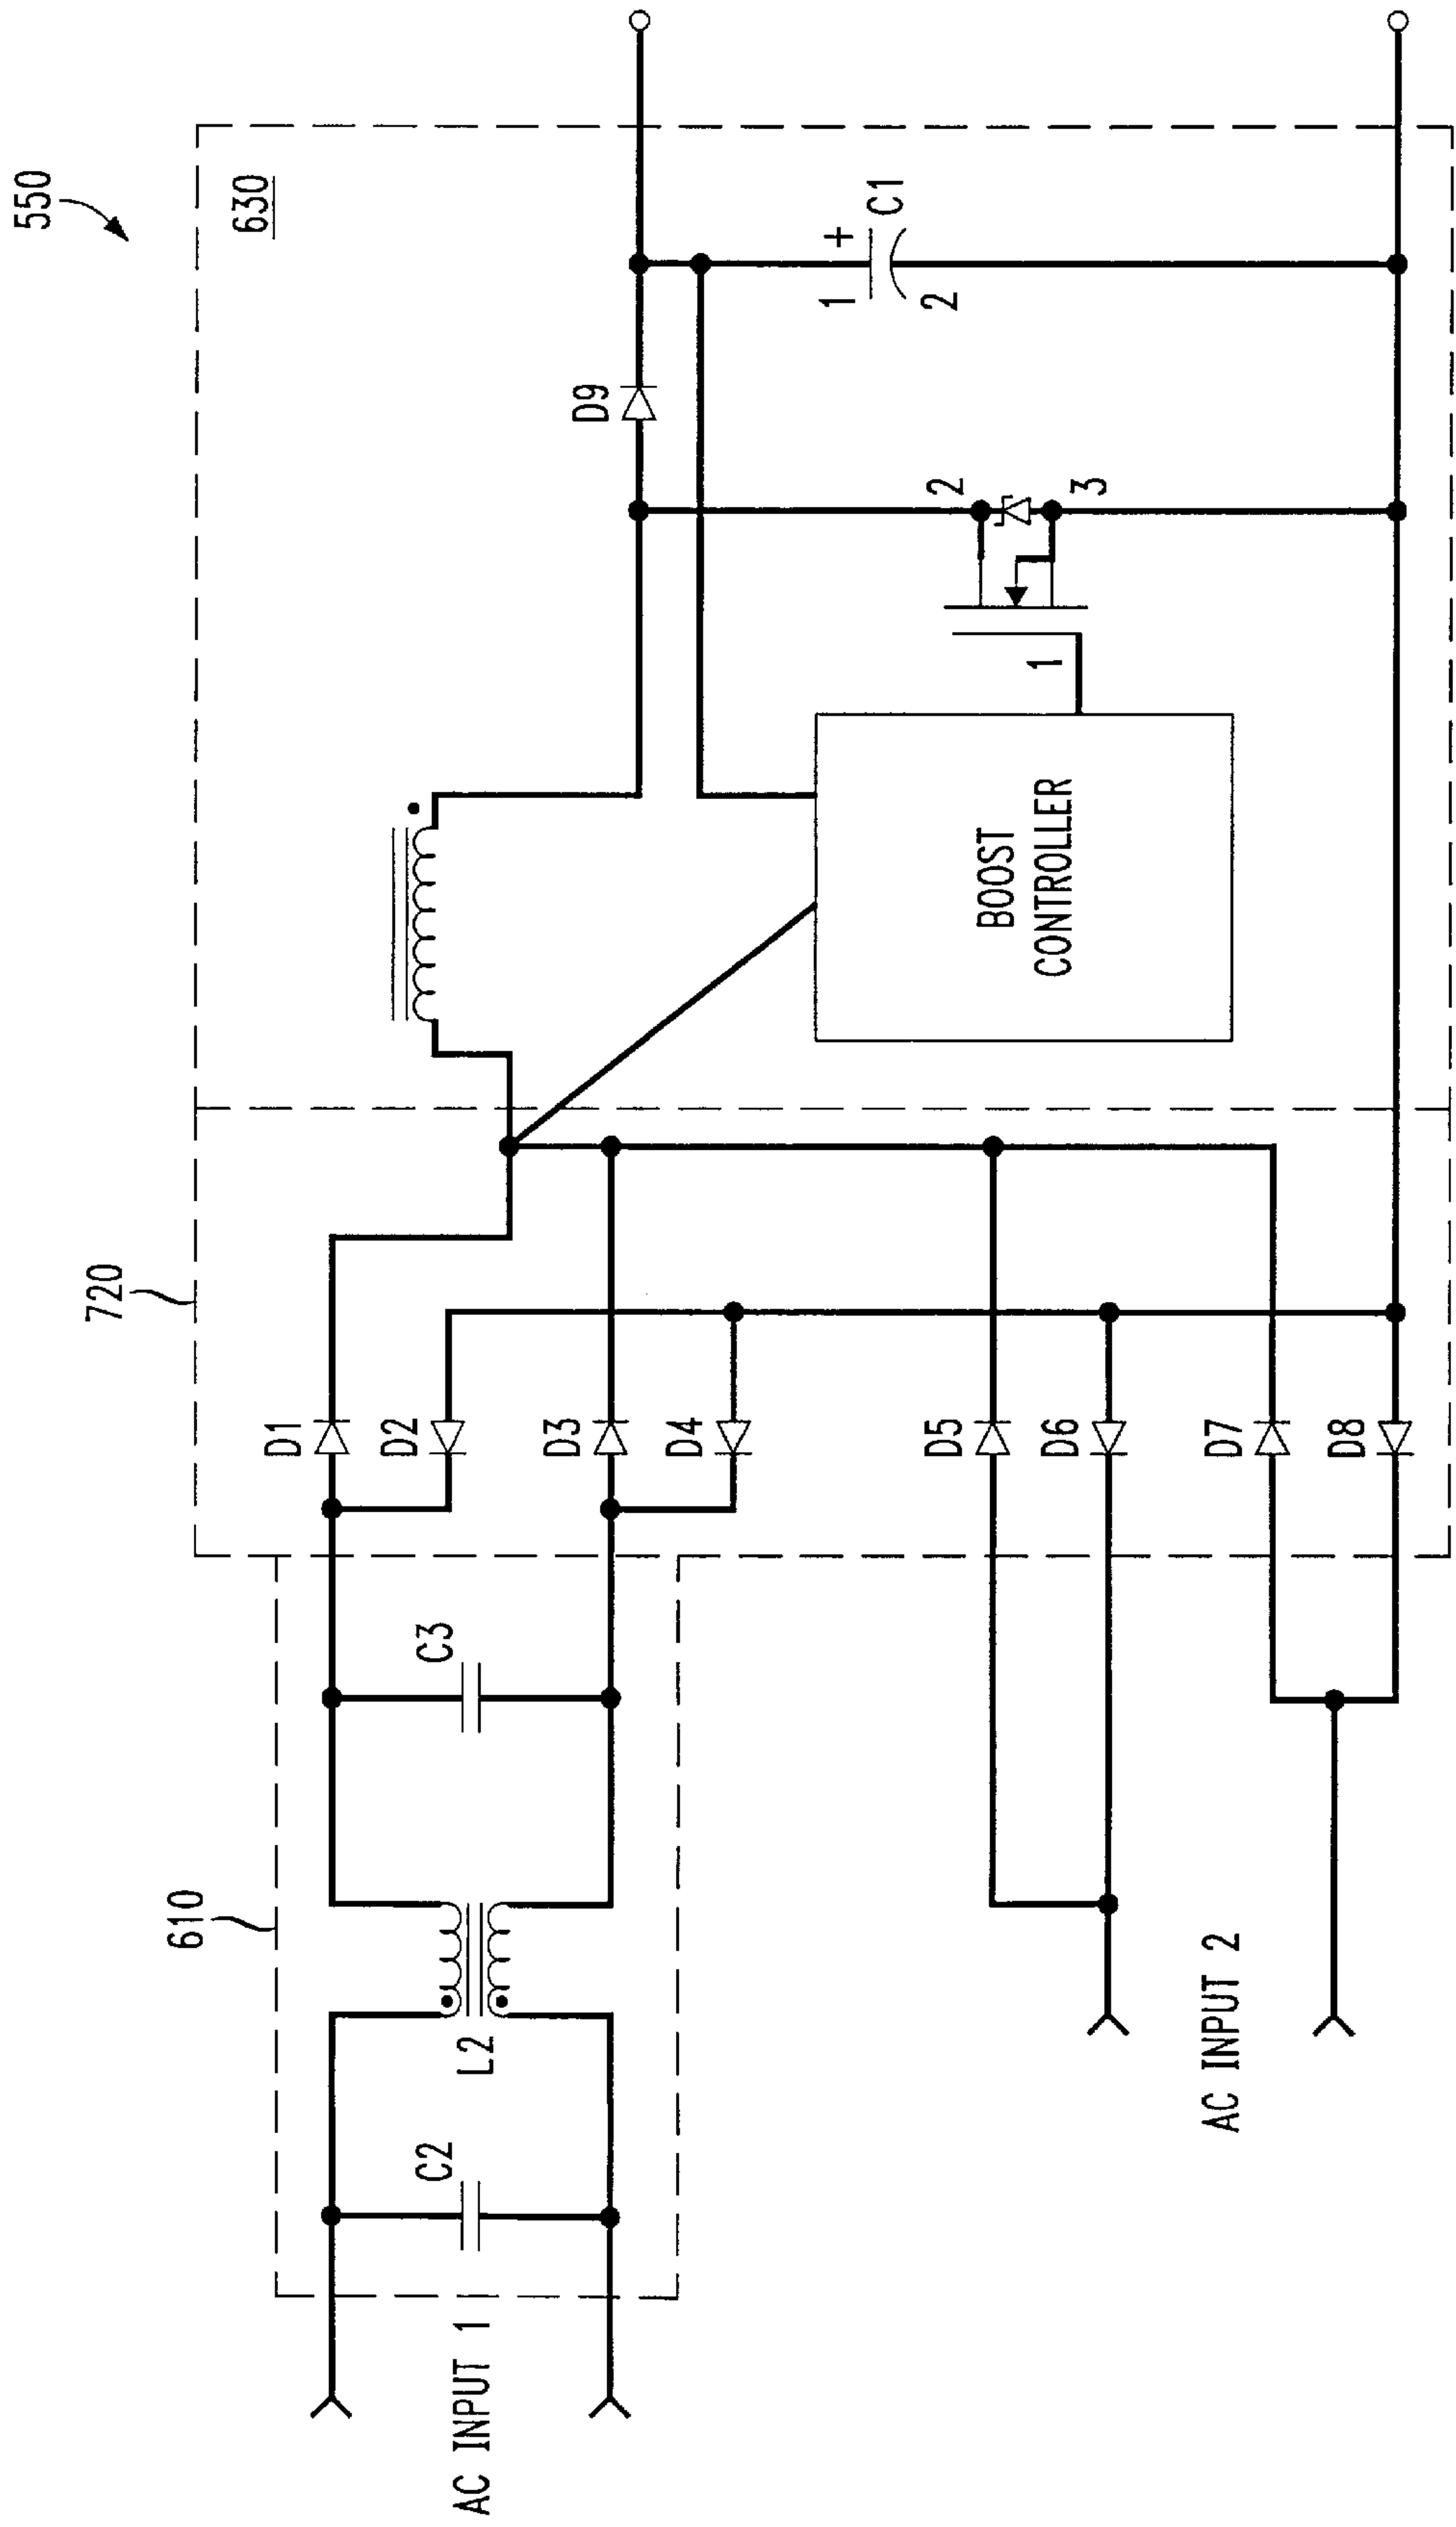 550
630
720
610
D1
D2
D3
D4
D5
D6
D7
D8
D9
C1
+
1
2
2
3
1
BOOST
CONTROLLER
C3
L2
C2
AC INPUT 1
AC INPUT 2